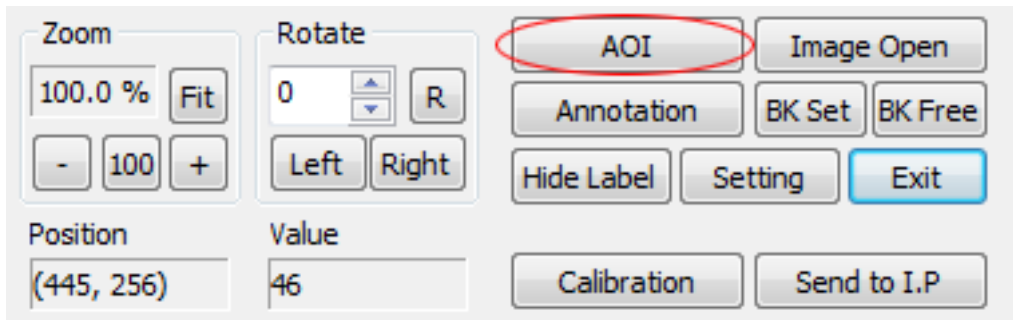 Zoom
Rotate
AOI
Image Open
100.0 %
Fit
0
R
Annotation
BK Set
BK Free
-
100
+
Left
Right
Hide Label
Setting
Exit
Position
Value
(445, 256)
46
Calibration
Send to I.P